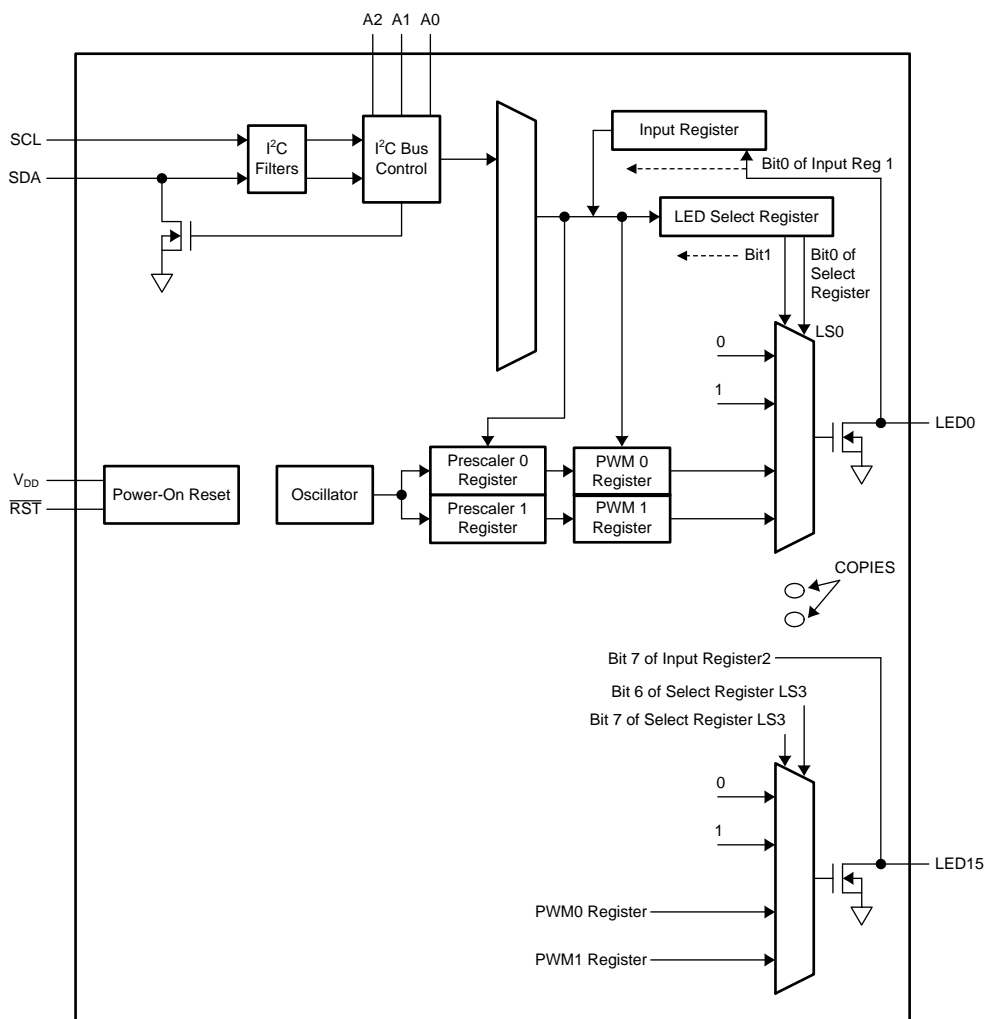 A2 A1 A0
SCL
SDA
I²C
Filters
I²C Bus
Control
Input Register
Bit0 of Input Reg 1
LED Select Register
Bit1
Bit0 of
Select
Register
LS0
0
1
LED0
VDD
RST
Power-On Reset
Oscillator
Prescaler 0
Register
PWM 0
Register
Prescaler 1
Register
PWM 1
Register
COPIES
Bit 7 of Input Register2
Bit 6 of Select Register LS3
Bit 7 of Select Register LS3
0
1
LED15
PWM0 Register
PWM1 Register